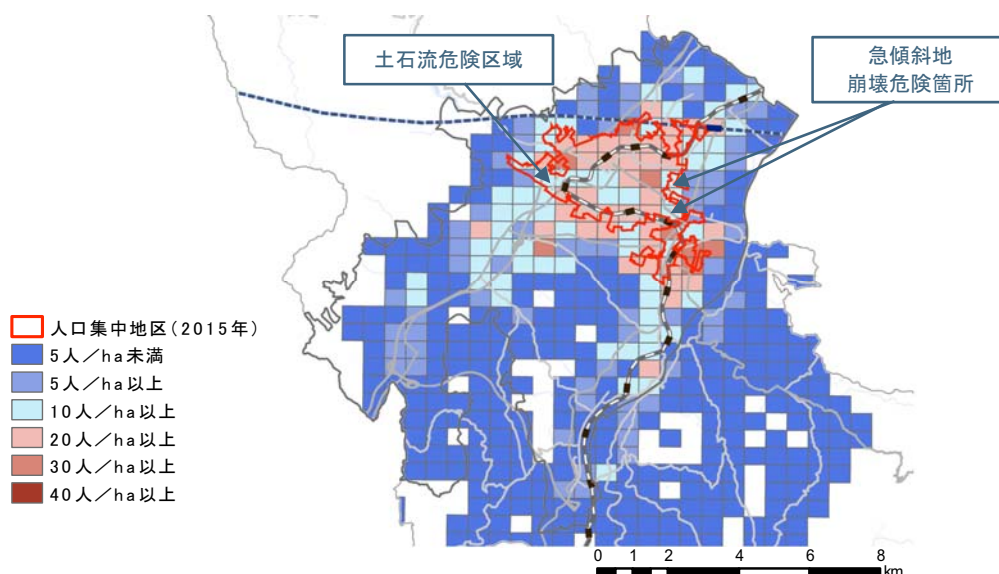 土石流危険区域
急傾斜地
崩壊危険箇所
人口集中地区(2015年)
5人/ha未満
5人/ha以上
10人/ha以上
20人/ha以上
30人/ha以上
40人/ha以上
0 1 2 4 6 8
km